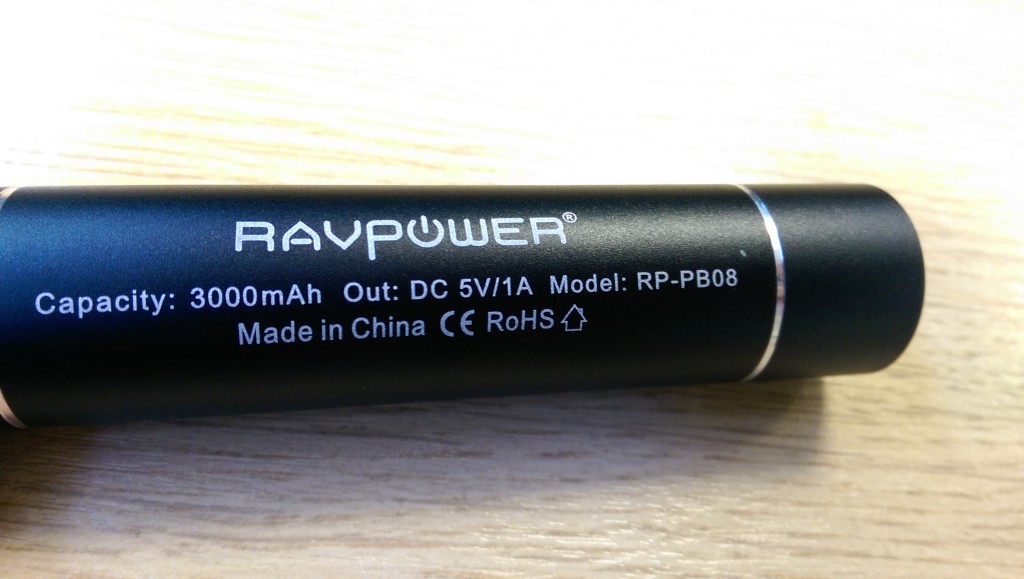 RAVPOWER®
Capacity: 3000mAh Out: DC 5V/1A Model: RP-PB08
Made in China CE RoHS